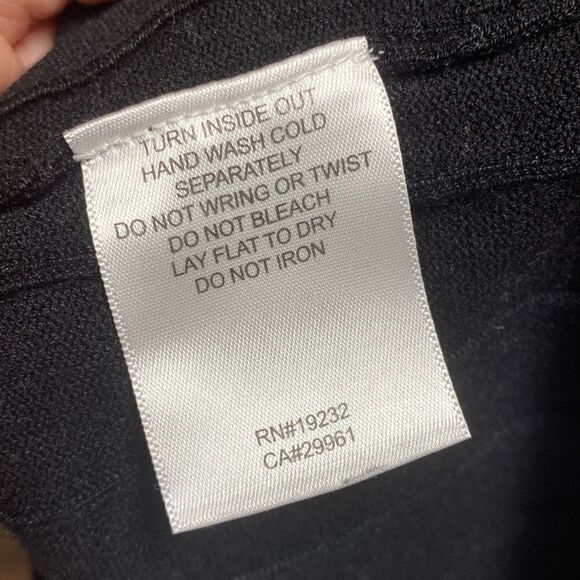 TURN INSIDE OUT
HAND WASH COLD
SEPARATELY
DO NOT WRING OR TWIST
DO NOT BLEACH
LAY FLAT TO DRY
DO NOT IRON
RN#19232
CA#29961